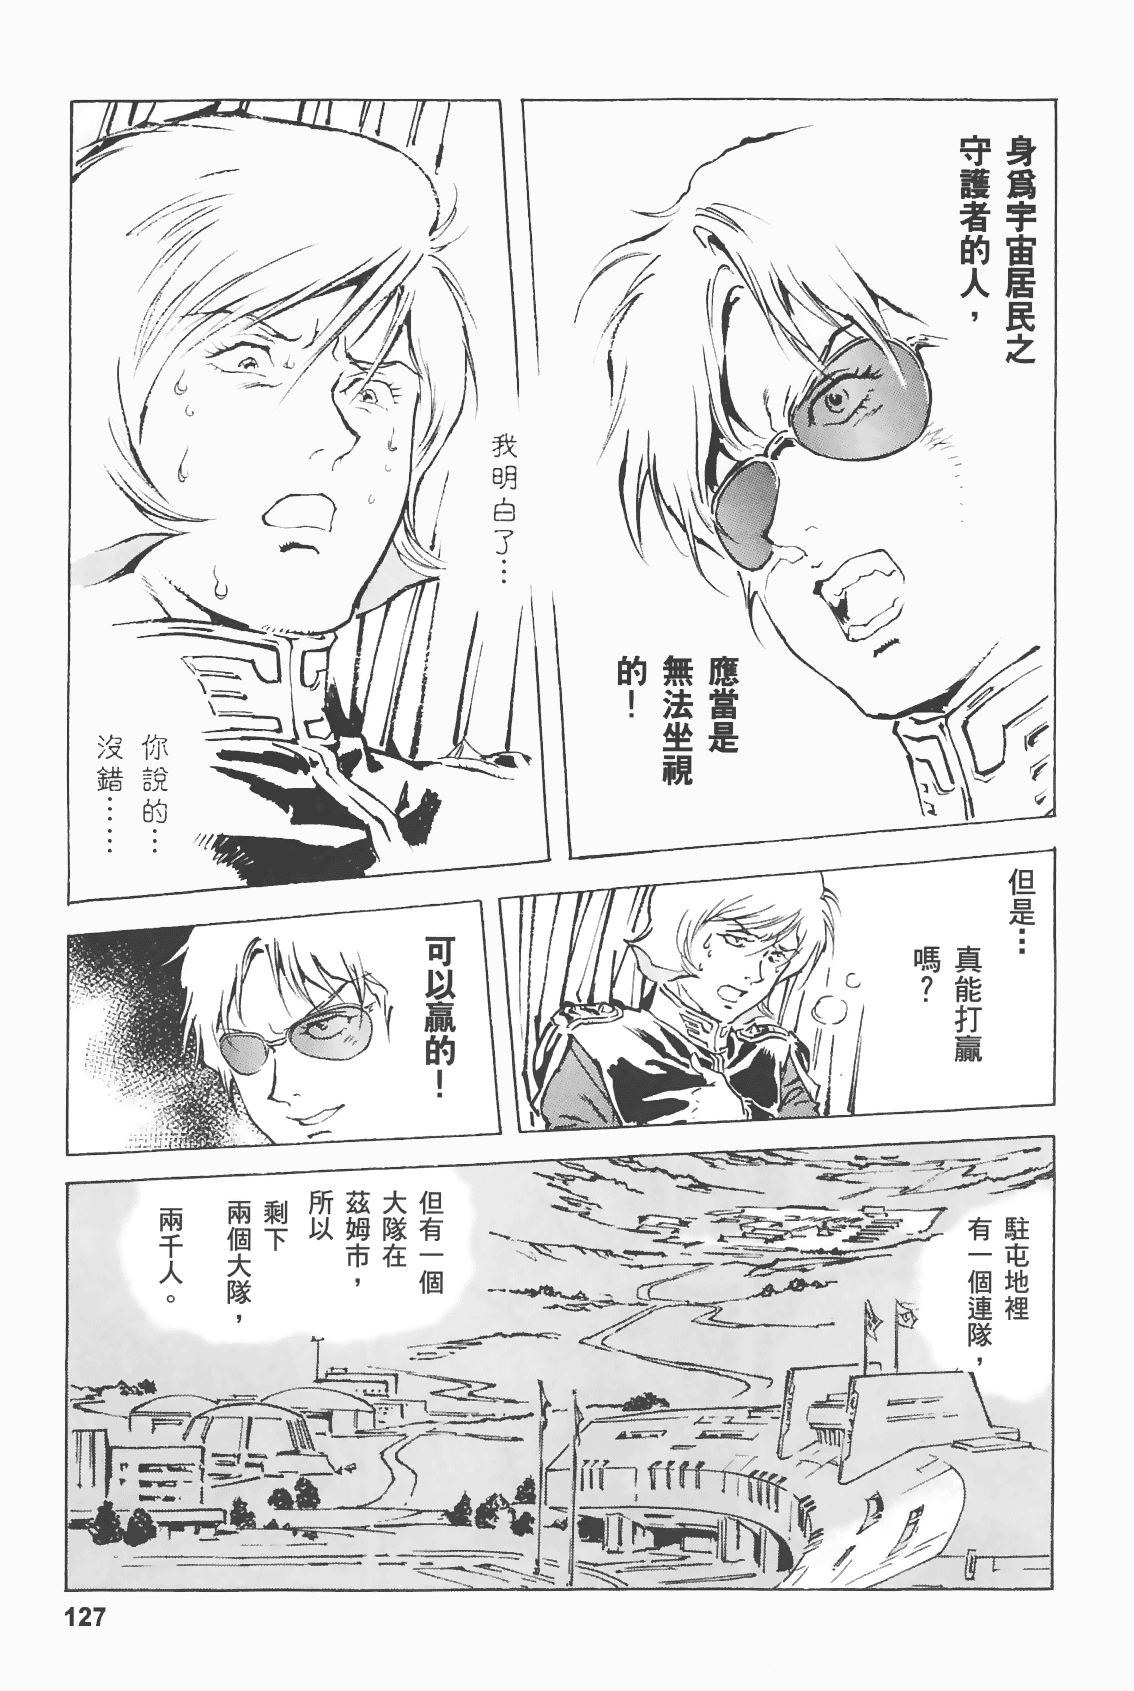 身爲宇宙居民之
守護者的人，
應當是
無法坐視
的！
我明白了…
你說的…
沒錯……
但是…
真能打贏
嗎？
可以贏的！
駐屯地裡
有一個連隊，
但有一個
大隊在
茲姆市，
所以
剩下
兩個大隊，
兩千人。
127